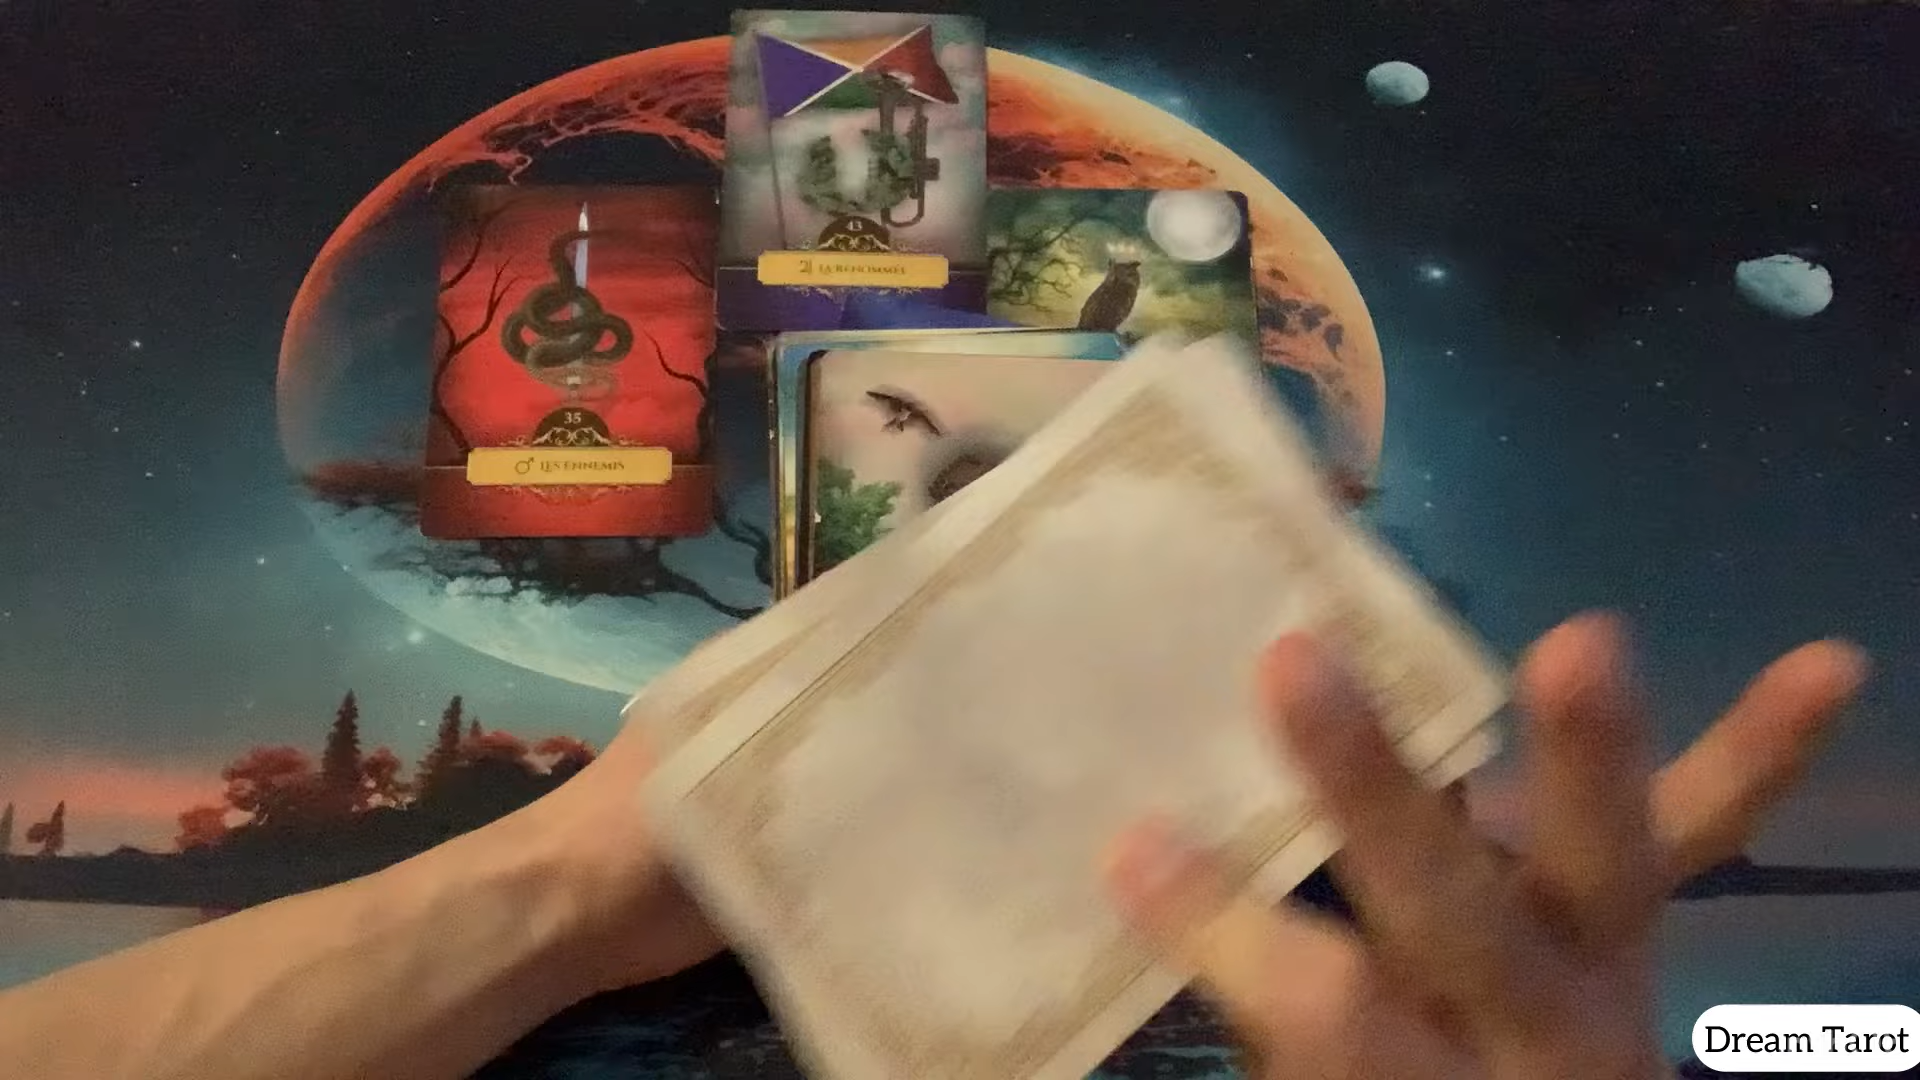 43
♃ LA RENOMMÉE
35
♂ LES ENNEMIS
Dream Tarot